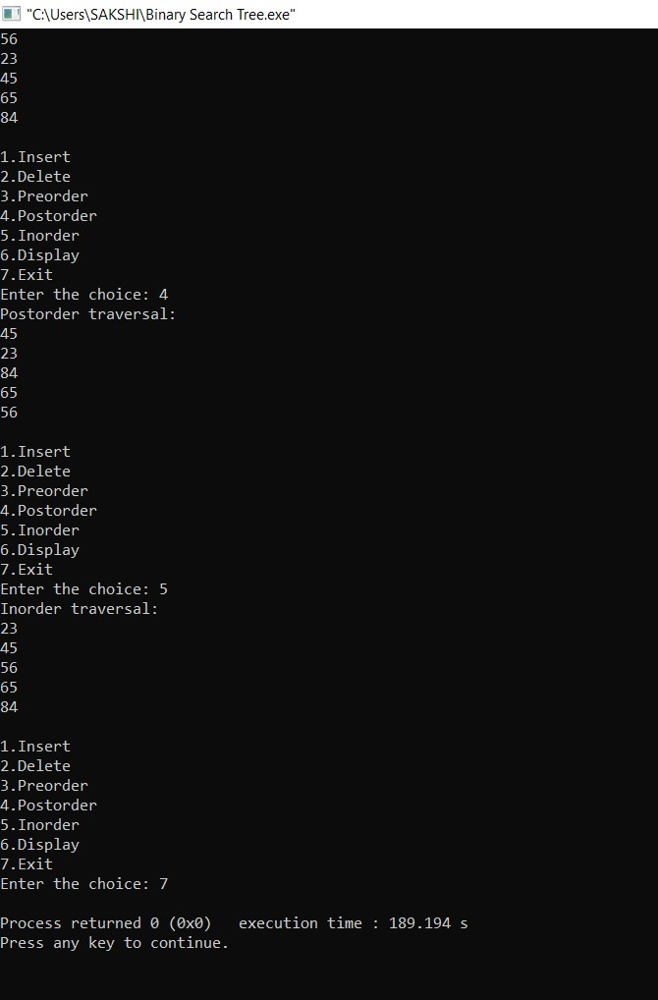 "C:\Users\SAKSHI\Binary Search Tree.exe"
56
23
45
65
84
1.Insert
2.Delete
3.Preorder
4.Postorder
5.Inorder
6.Display
7.Exit
Enter the choice: 4
Postorder traversal:
45
23
84
65
56
1.Insert
2.Delete
3.Preorder
4.Postorder
5.Inorder
6.Display
7.Exit
Enter the choice: 5
Inorder traversal:
23
45
56
65
84
1.Insert
2.Delete
3.Preorder
4.Postorder
5.Inorder
6.Display
7.Exit
Enter the choice: 7
Process returned 0 (0x0)   execution time : 189.194 s
Press any key to continue.